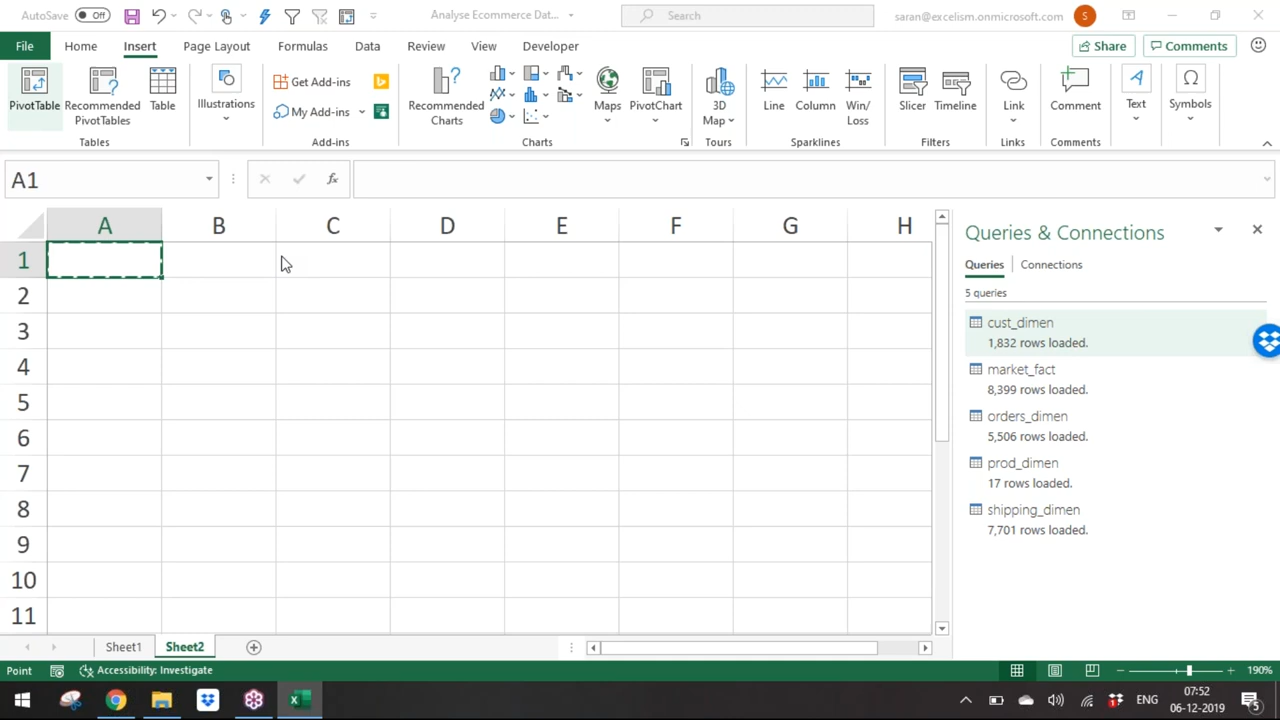 AutoSave Off Analyse Ecommerce Dat... Search saran@excelism.onmicrosoft.com S
File Home Insert Page Layout Formulas Data Review View Developer Share Comments
PivotTable Recommended PivotTables Table Illustrations Get Add-ins My Add-ins Recommended Charts Maps PivotChart 3D Map Line Column Win/Loss Slicer Timeline Link Comment Text Symbols
Tables Add-ins Charts Tours Sparklines Filters Links Comments
A1 fx
A B C D E F G H
1
2
3
4
5
6
7
8
9
10
11
Queries & Connections
Queries Connections
5 queries
cust_dimen
1,832 rows loaded.
market_fact
8,399 rows loaded.
orders_dimen
5,506 rows loaded.
prod_dimen
17 rows loaded.
shipping_dimen
7,701 rows loaded.
Sheet1 Sheet2
Point Accessibility: Investigate 190%
ENG 07:52
06-12-2019 5